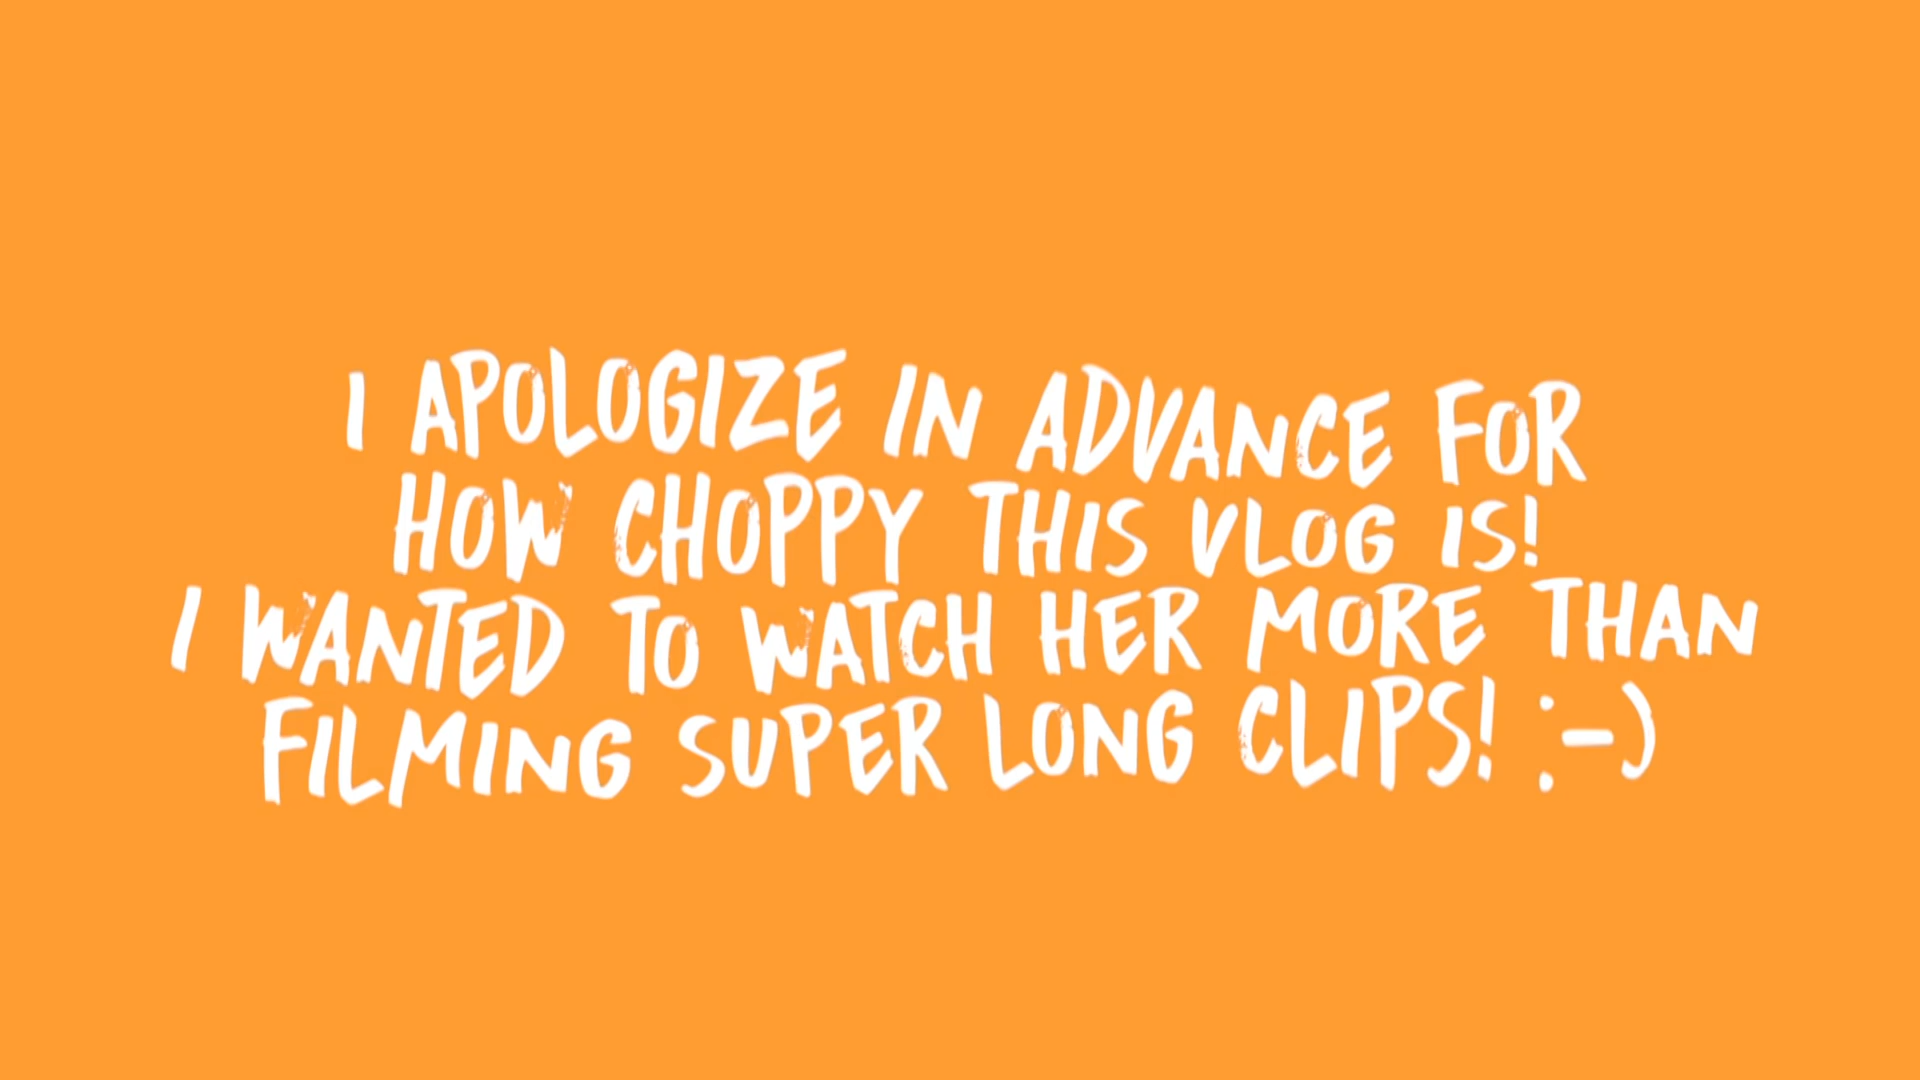 I APOLOGIZE IN ADVANCE FOR
HOW CHOPPY THIS VLOG IS!
I WANTED TO WATCH HER MORE THAN
FILMING SUPER LONG CLIPS! :-)